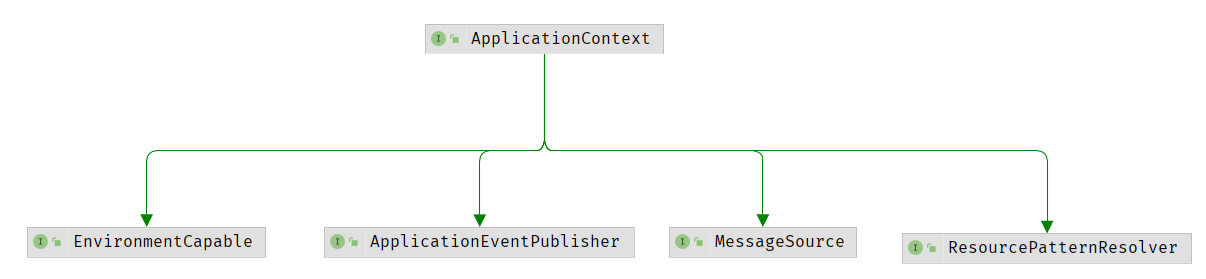 I ApplicationContext
I EnvironmentCapable
I ApplicationEventPublisher
I MessageSource
I ResourcePatternResolver